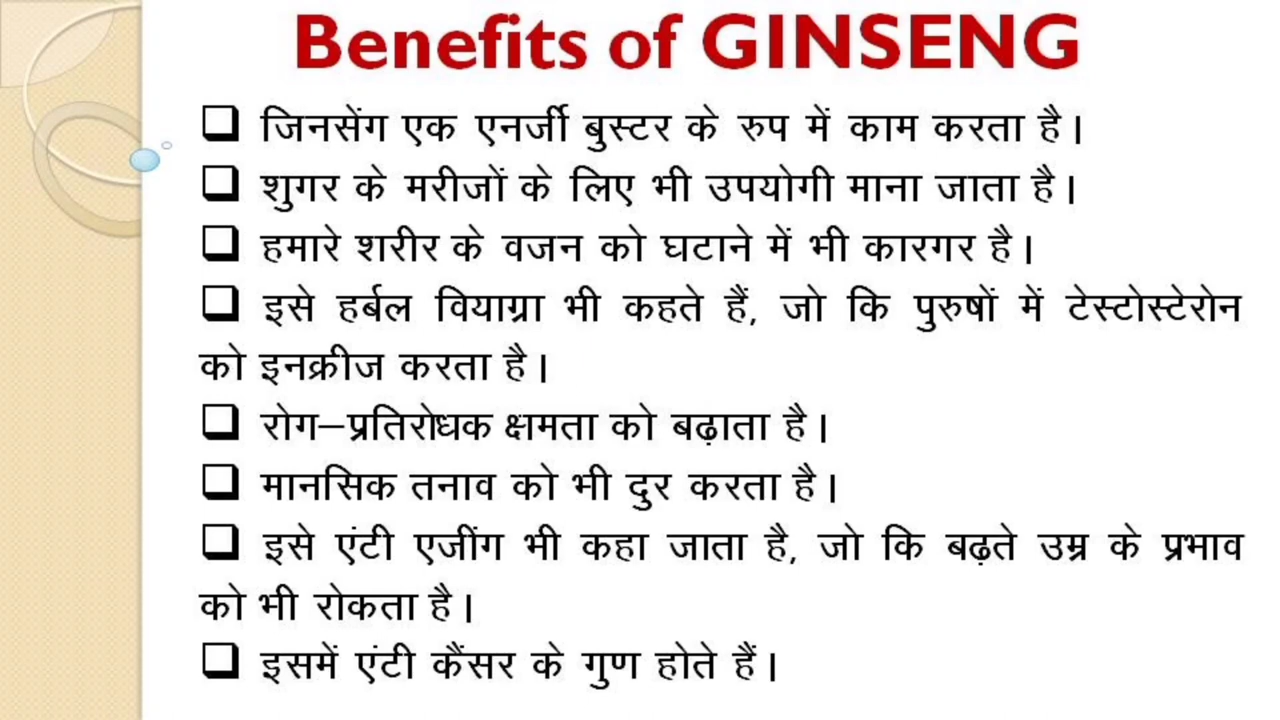 Benefits of GINSENG
❑ जिनसेंग एक एनर्जी बुस्टर के रुप में काम करता है।
❑ शुगर के मरीजों के लिए भी उपयोगी माना जाता है।
❑ हमारे शरीर के वजन को घटाने में भी कारगर है।
❑ इसे हर्बल वियाग्रा भी कहते हैं, जो कि पुरुषों में टेस्टोस्टेरोन
को इनक्रीज करता है।
❑ रोग–प्रतिरोधक क्षमता को बढ़ाता है।
❑ मानसिक तनाव को भी दुर करता है।
❑ इसे एंटी एजींग भी कहा जाता है, जो कि बढ़ते उम्र के प्रभाव
को भी रोकता है।
❑ इसमें एंटी कैंसर के गुण होते हैं।